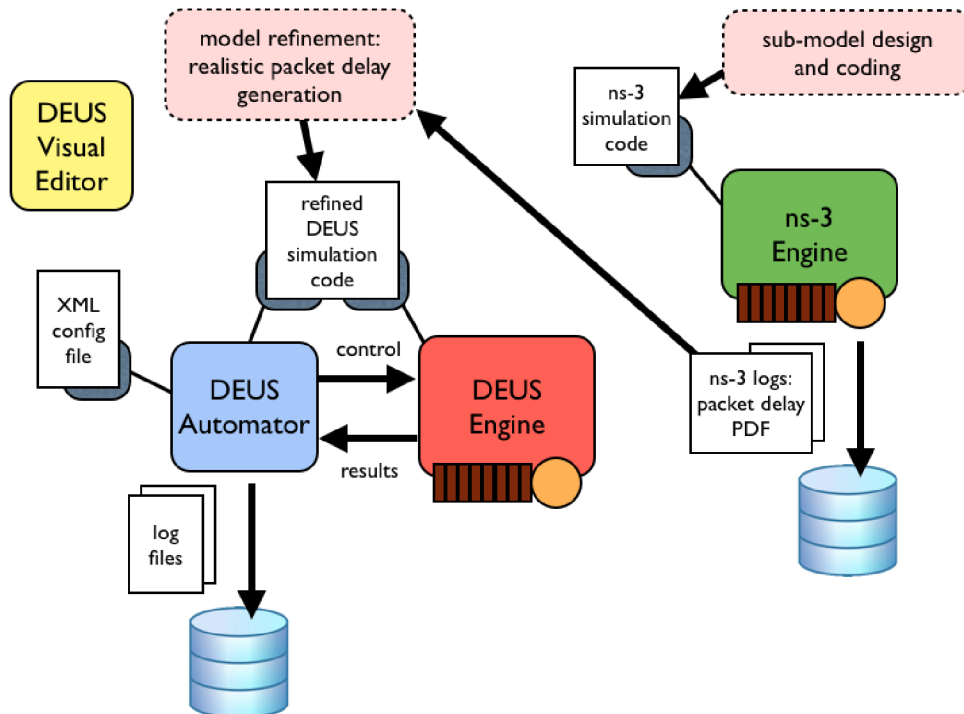 model refinement:
realistic packet delay
generation
sub-model design
and coding
DEUS
Visual
Editor
ns-3
simulation
code
refined
DEUS
simulation
code
ns-3
Engine
XML
config
file
control
DEUS
Automator
DEUS
Engine
results
ns-3 logs:
packet delay
PDF
log
files